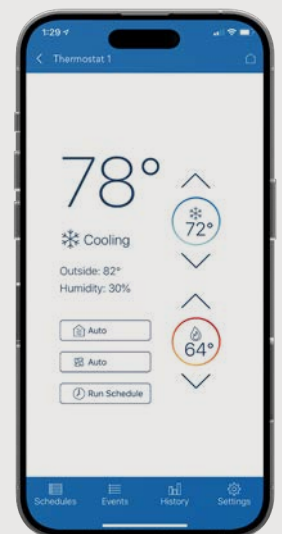 1:29
Thermostat 1
78°
Cooling
72°
Outside: 82°
Humidity: 30%
Auto
64°
Auto
Run Schedule
Schedules Events History Settings